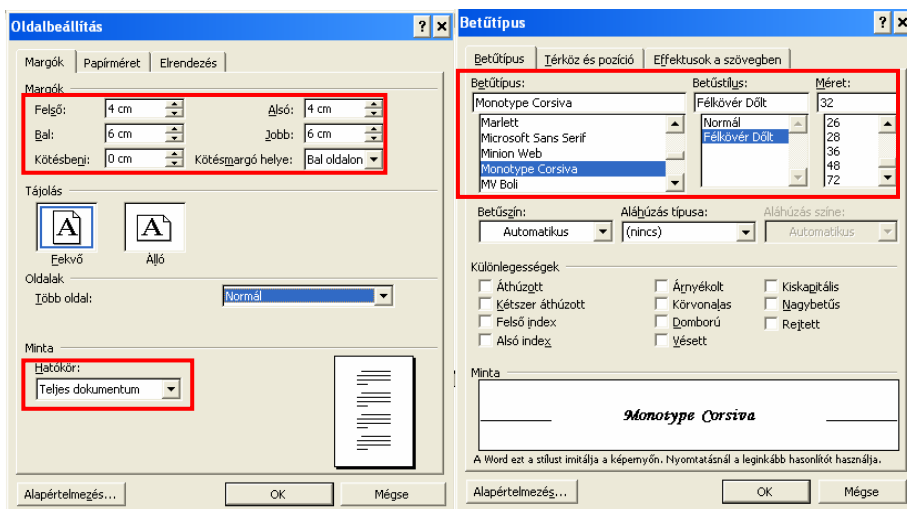 Oldalbeállítás
Margók Papírméret Elrendezés
Margók
Felső: 4 cm Alsó: 4 cm
Bal: 6 cm Jobb: 6 cm
Kötésbeni: 0 cm Kötésmargó helye: Bal oldalon
Tájolás
Fekvő Álló
Oldalak
Több oldal: Normál
Minta
Hatókör:
Teljes dokumentum
Alapértelmezés... OK Mégse
Betűtípus
Betűtípus Térköz és pozíció Effektusok a szövegben
Betűtípus: Betűstílus: Méret:
Monotype Corsiva Félkövér Dőlt 32
Marlett Normál 26
Microsoft Sans Serif Félkövér Dőlt 28
Minion Web 36
Monotype Corsiva 48
MV Boli 72
Betűszín: Aláhúzás típusa: Aláhúzás színe:
Automatikus (nincs) Automatikus
Különlegességek
Áthúzott Árnyékolt Kiskapitális
Kétszer áthúzott Körvonalas Nagybetűs
Felső index Domború Rejtett
Alsó index Vésett
Minta
Monotype Corsiva
A Word ezt a stílust imitálja a képernyőn. Nyomtatásnál a leginkább hasonlítót használja.
Alapértelmezés... OK Mégse